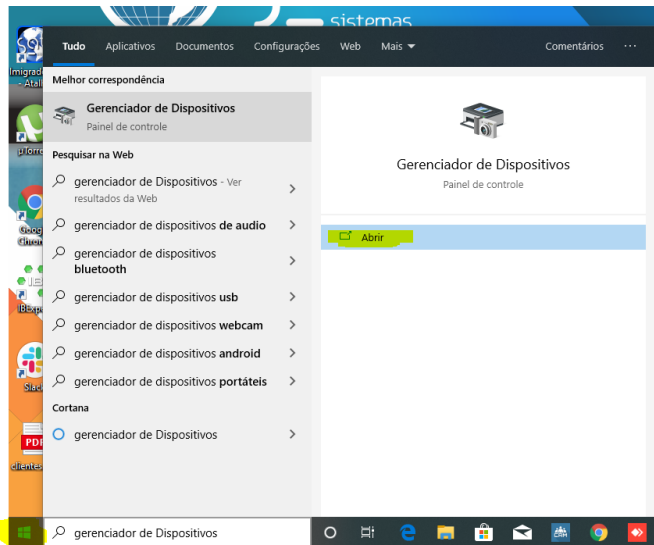 sistemas
Tudo Aplicativos Documentos Configurações Web Mais Comentários ...
Melhor correspondência
Gerenciador de Dispositivos
Painel de controle
Pesquisar na Web
gerenciador de Dispositivos - Ver
resultados da Web
gerenciador de dispositivos de audio
gerenciador de dispositivos
bluetooth
gerenciador de dispositivos usb
gerenciador de dispositivos webcam
gerenciador de dispositivos android
gerenciador de dispositivos portáteis
Cortana
gerenciador de Dispositivos
Gerenciador de Dispositivos
Painel de controle
Abrir
PDF
clientes
gerenciador de Dispositivos